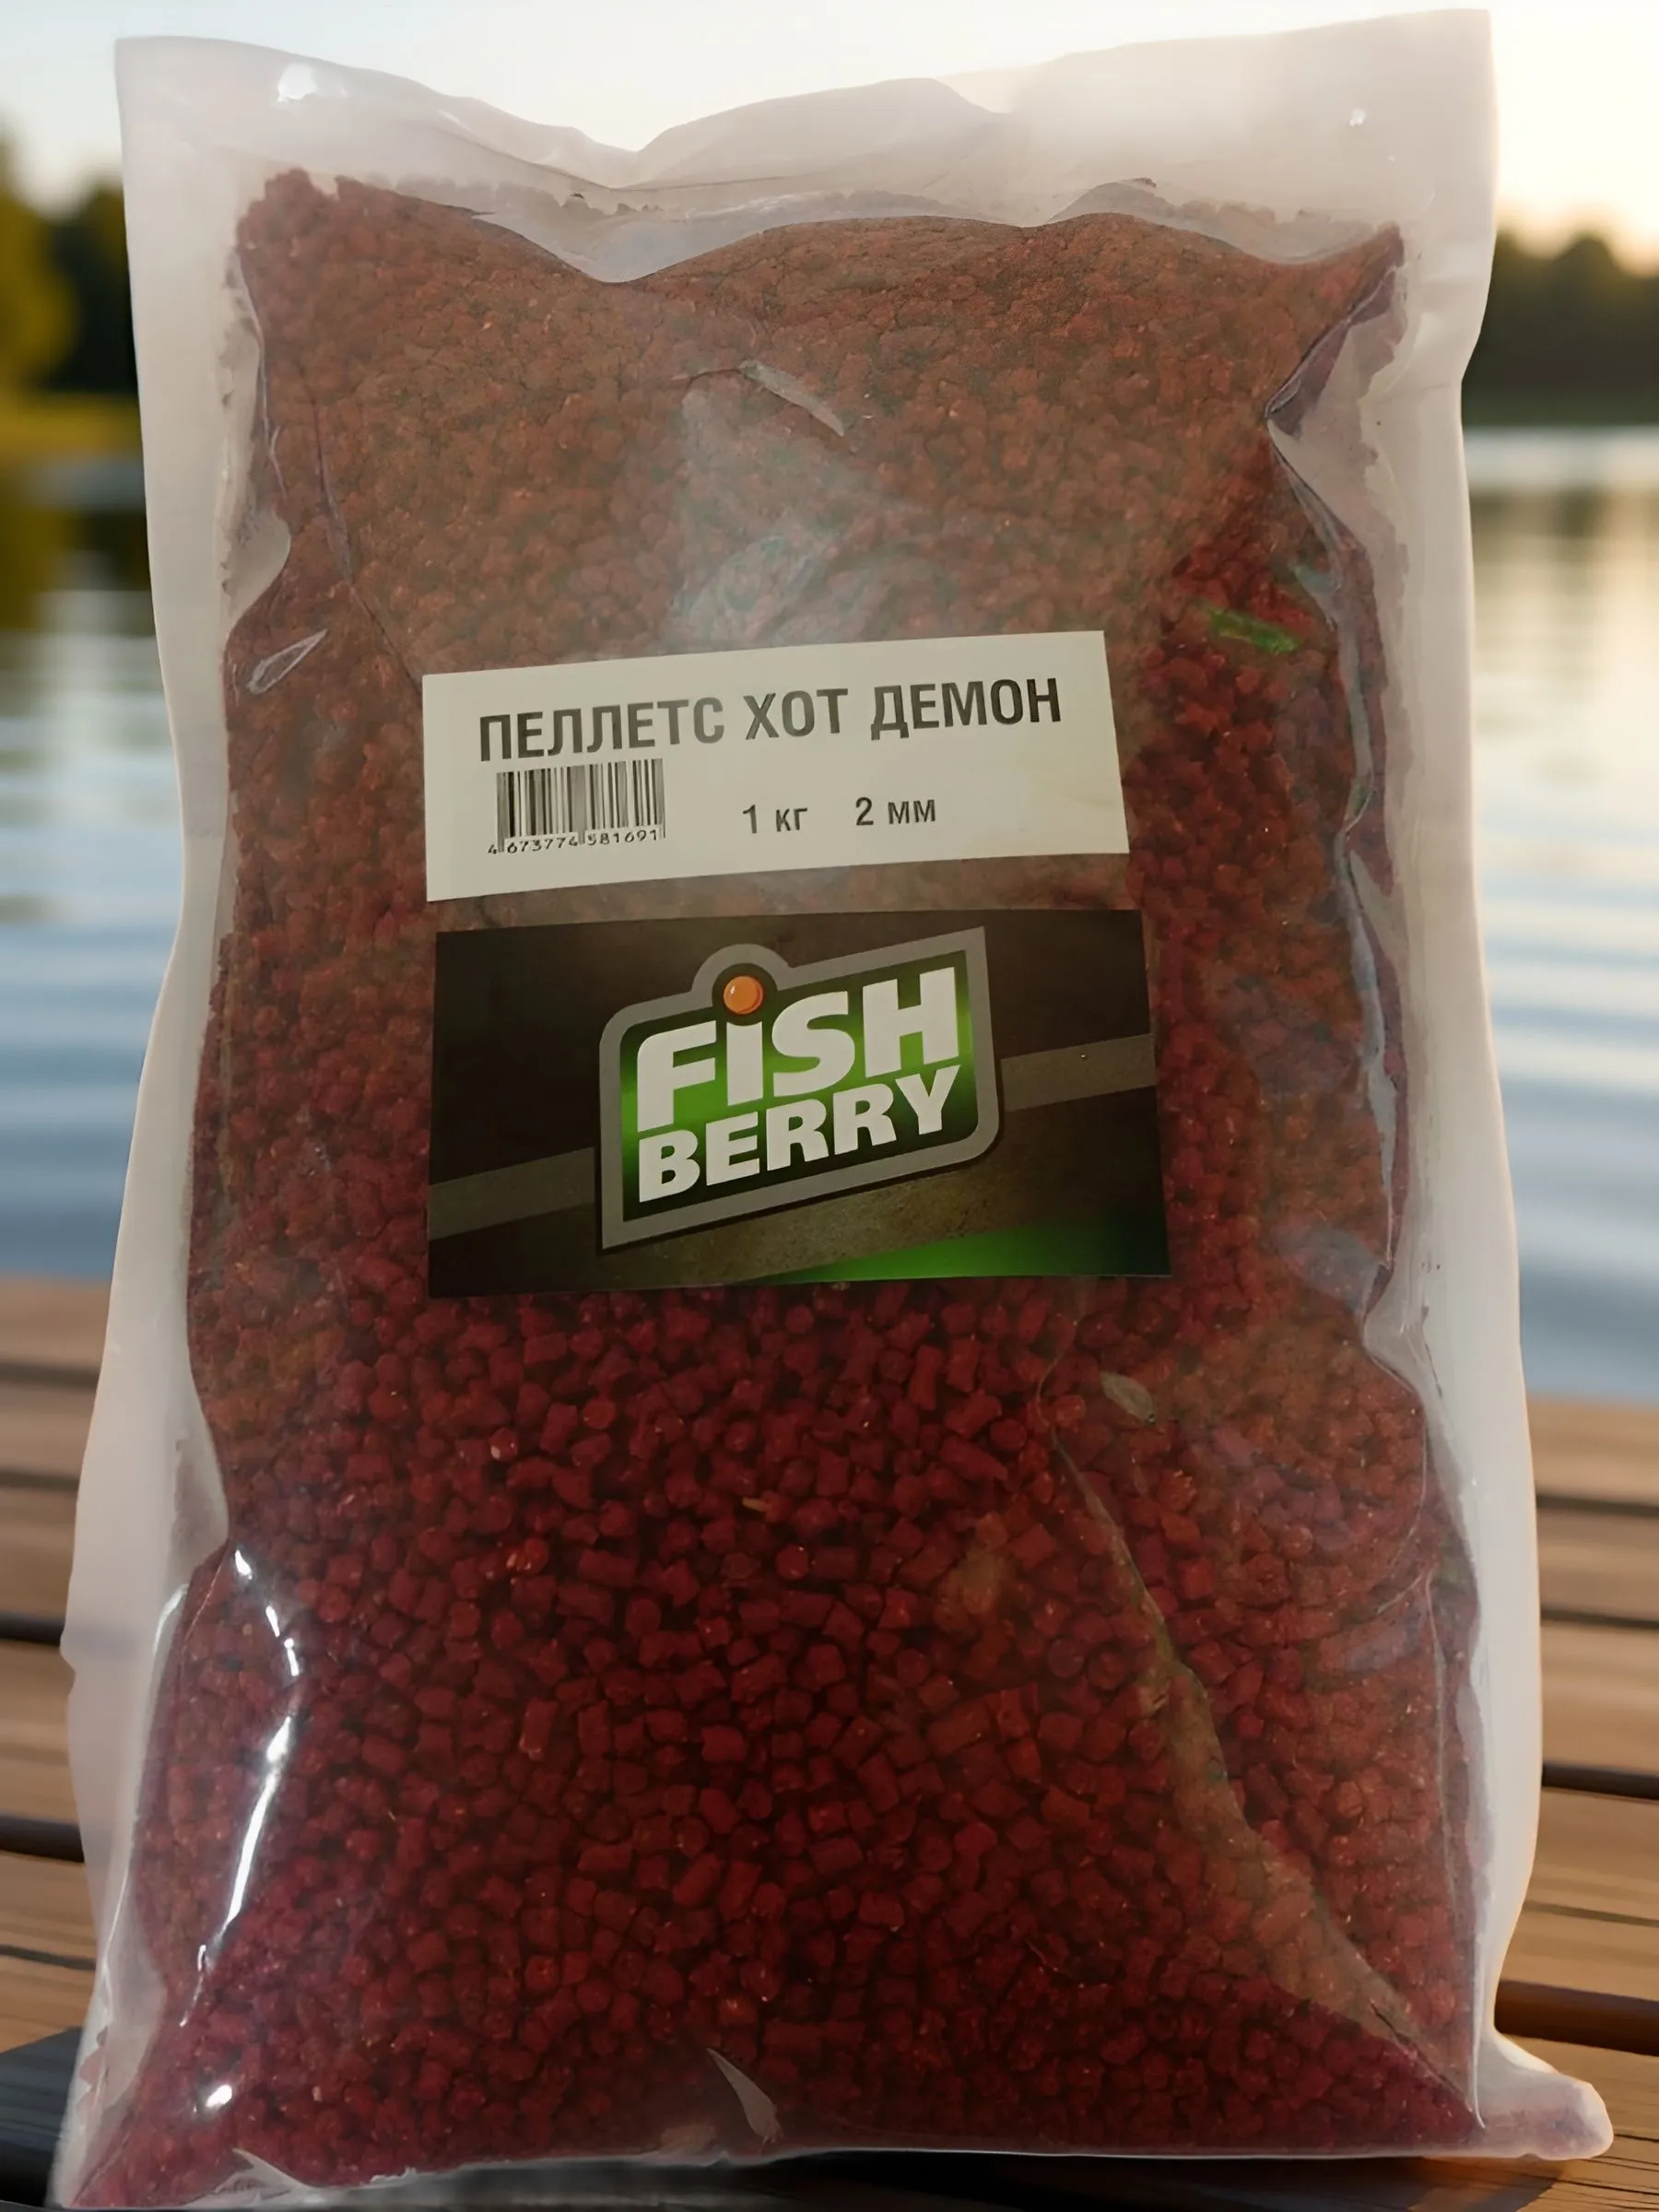 ПЕЛЛЕТС ХОТ ДЕМОН
1 кг 2 мм
4 673774 581691
FiSH
BERRY